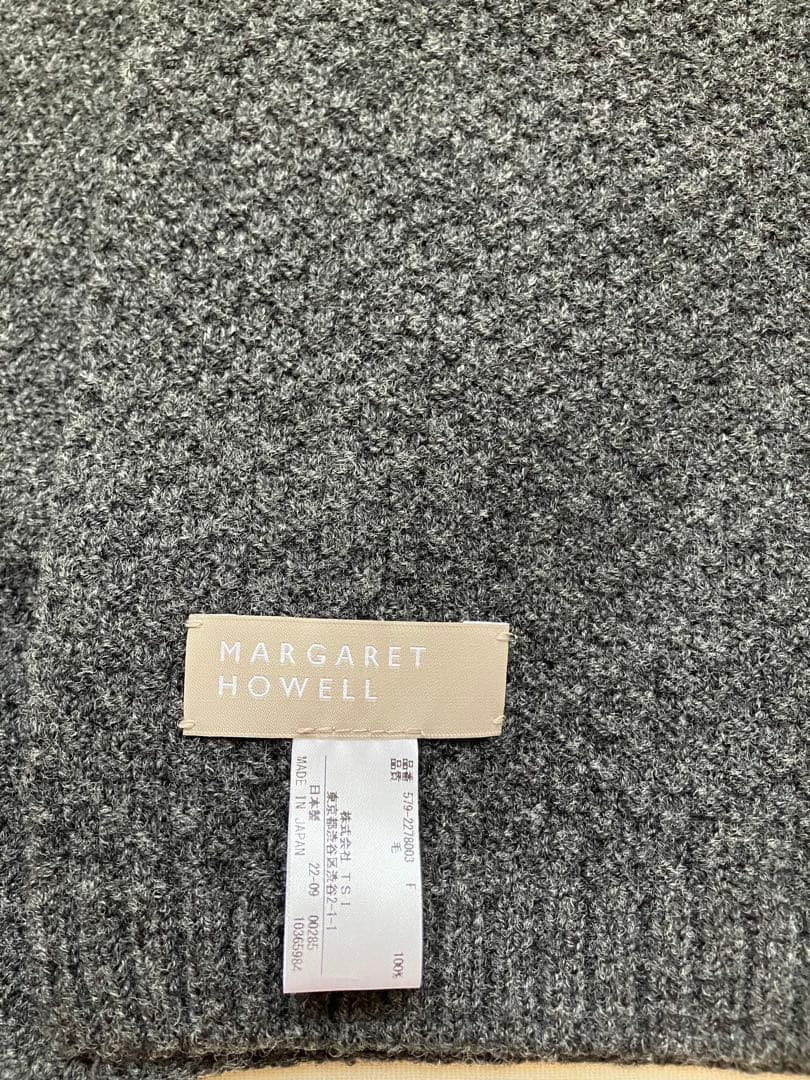 MARGARET
HOWELL
品番 579-2278003 F
品質 毛 100%
株式会社 TSI
東京都渋谷区渋谷2-1-1
日本製 22-09 00285
MADE IN JAPAN 10365984